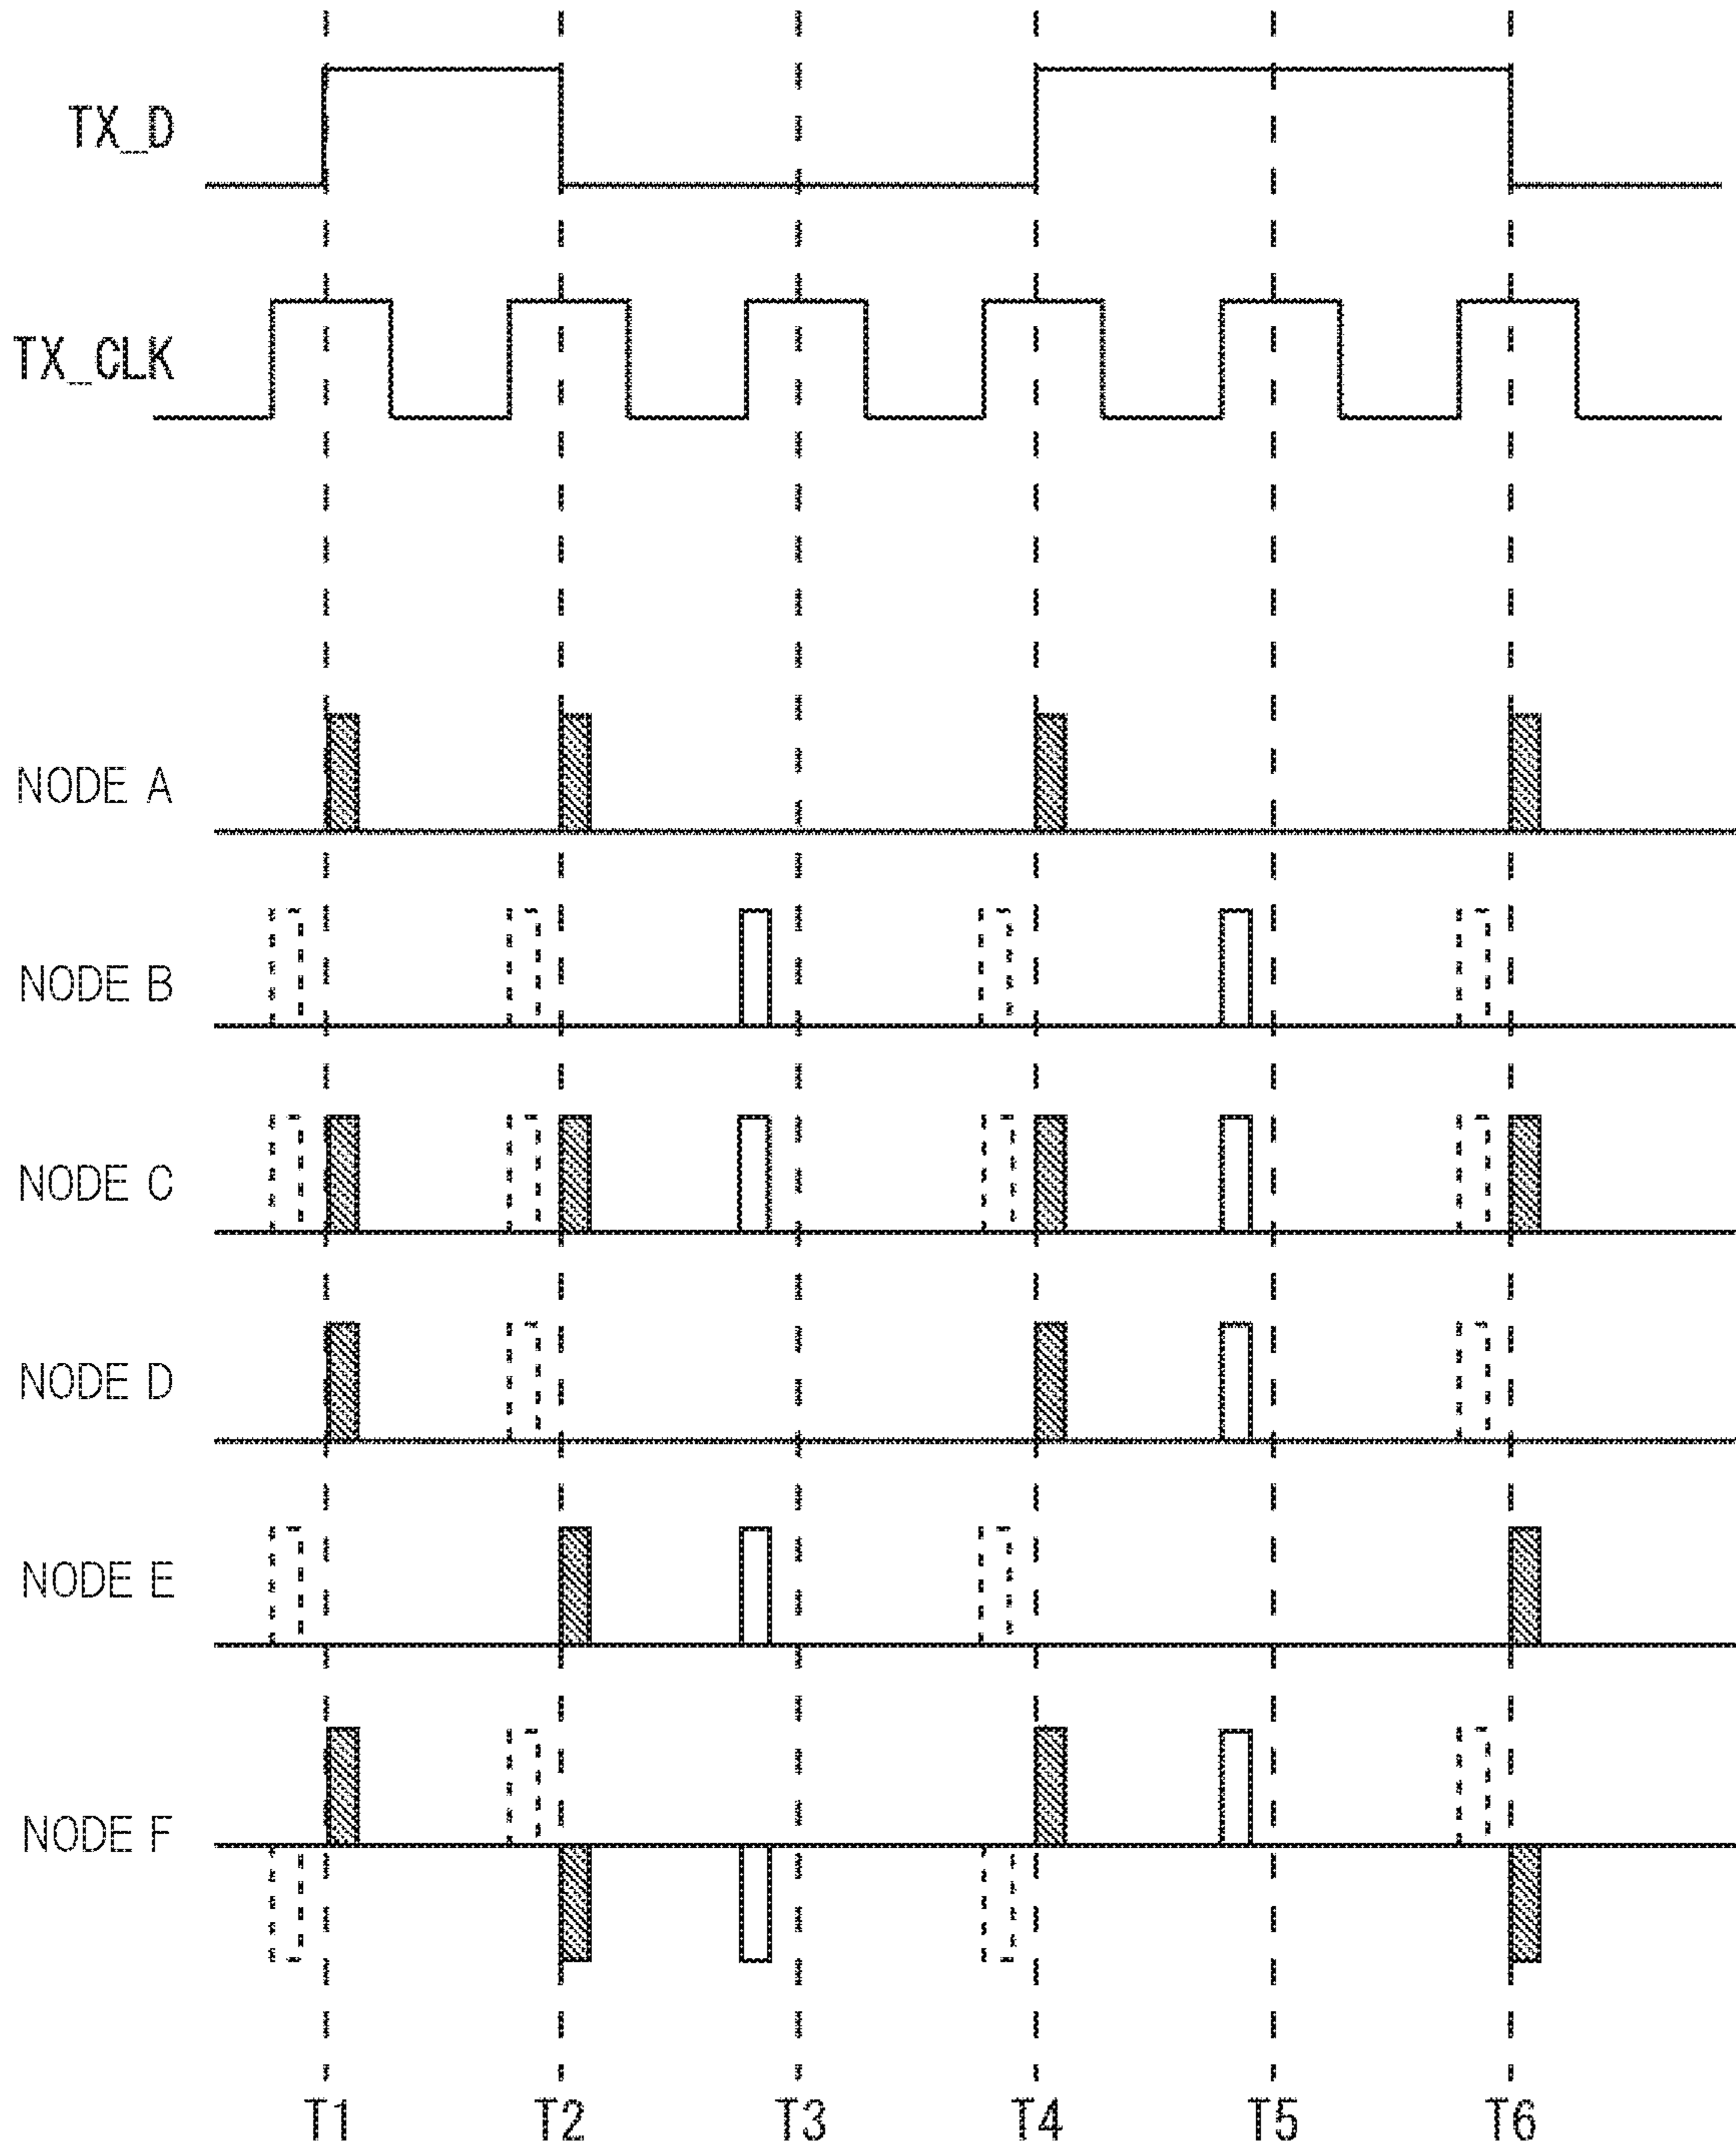 TX_D
TX_CLK
NODE A
NODE B
NODE C
NODE D
NODE E
NODE F
T1 T2 T3 T4 T5 T6